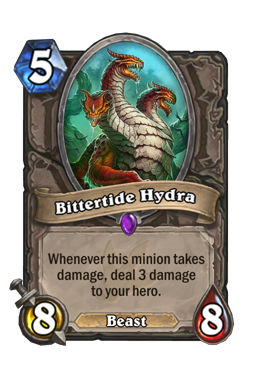 5
Bittertide Hydra
Whenever this minion takes
damage, deal 3 damage
to your hero.
8
Beast
8